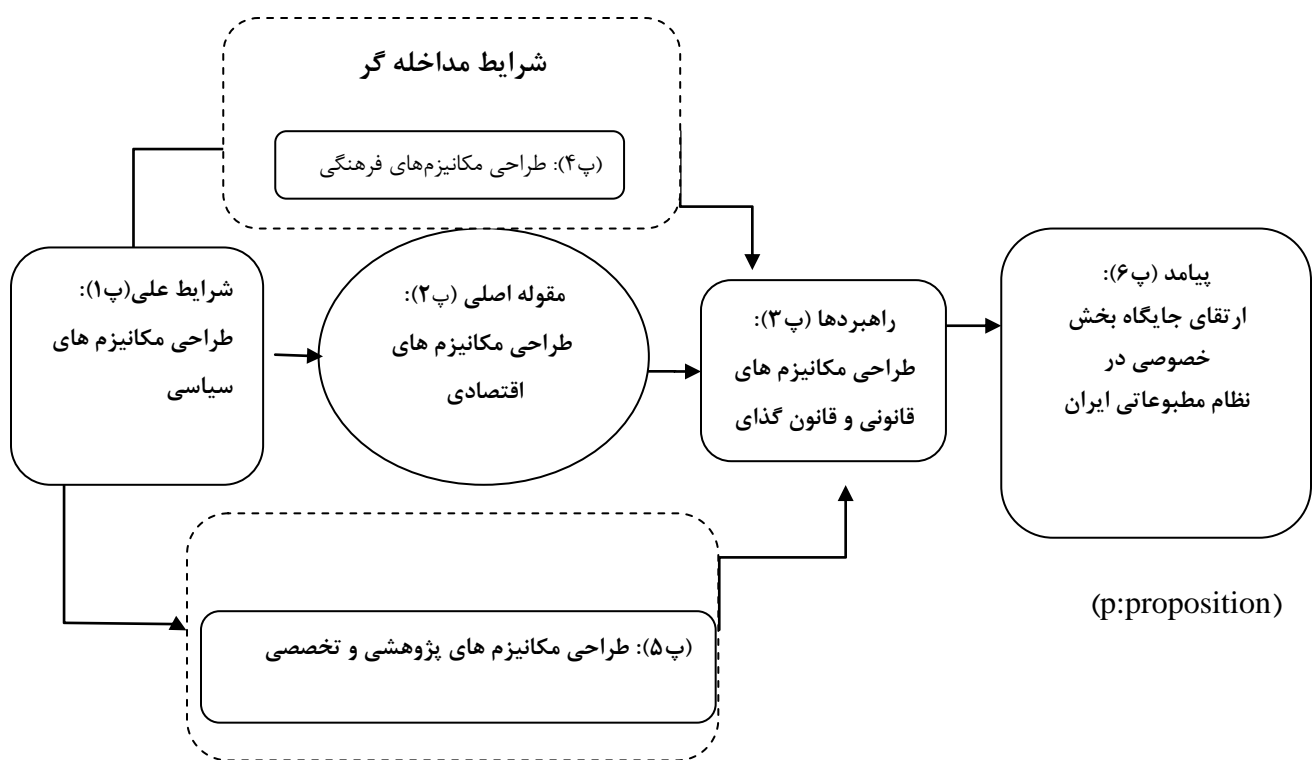 شرایط مداخله گر
(پ۴): طراحی مکانیزم‌های فرهنگی
شرایط علی(پ۱):
طراحی مکانیزم های
سیاسی
مقوله اصلی (پ۲):
طراحی مکانیزم های
اقتصادی
راهبردها (پ۳):
طراحی مکانیزم های
قانونی و قانون گذای
پیامد (پ۶):
ارتقای جایگاه بخش
خصوصی در
نظام مطبوعاتی ایران
(پ۵): طراحی مکانیزم های پژوهشی و تخصصی
(p:proposition)